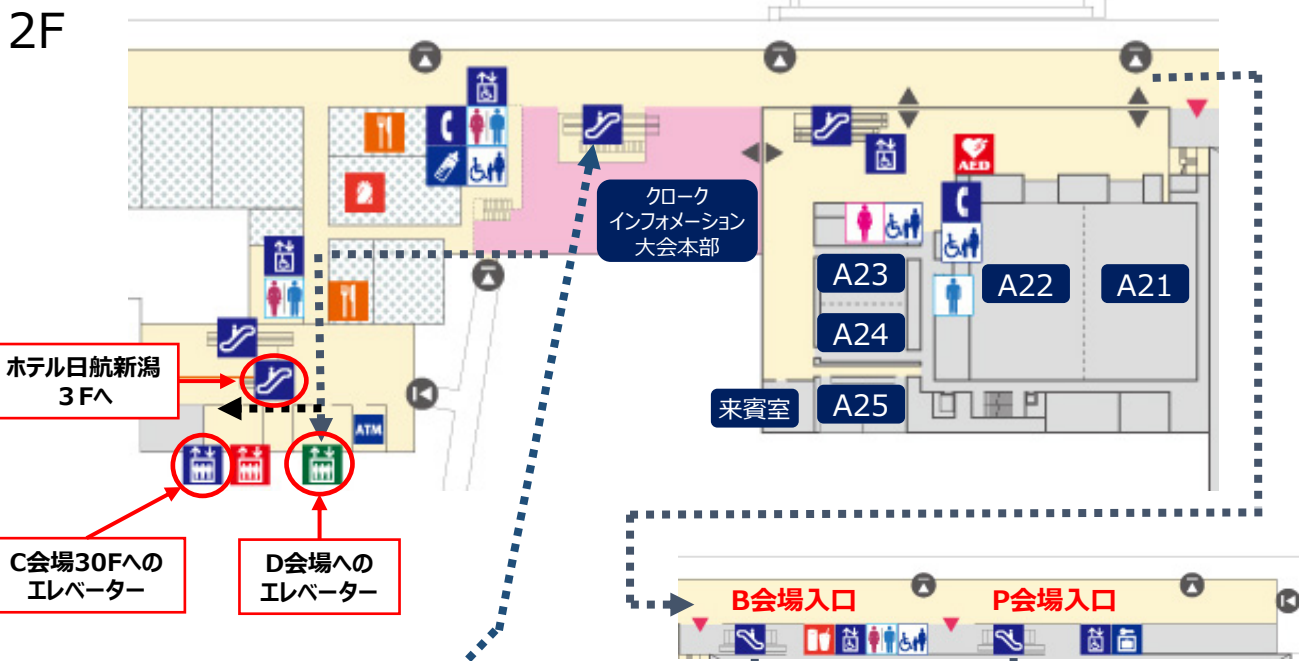 2F
クローク
インフォメーション
大会本部
AED
A23
A22
A21
A24
来賓室
A25
ホテル日航新潟
３Fへ
ATM
C会場30Fへの
エレベーター
D会場への
エレベーター
B会場入口
P会場入口